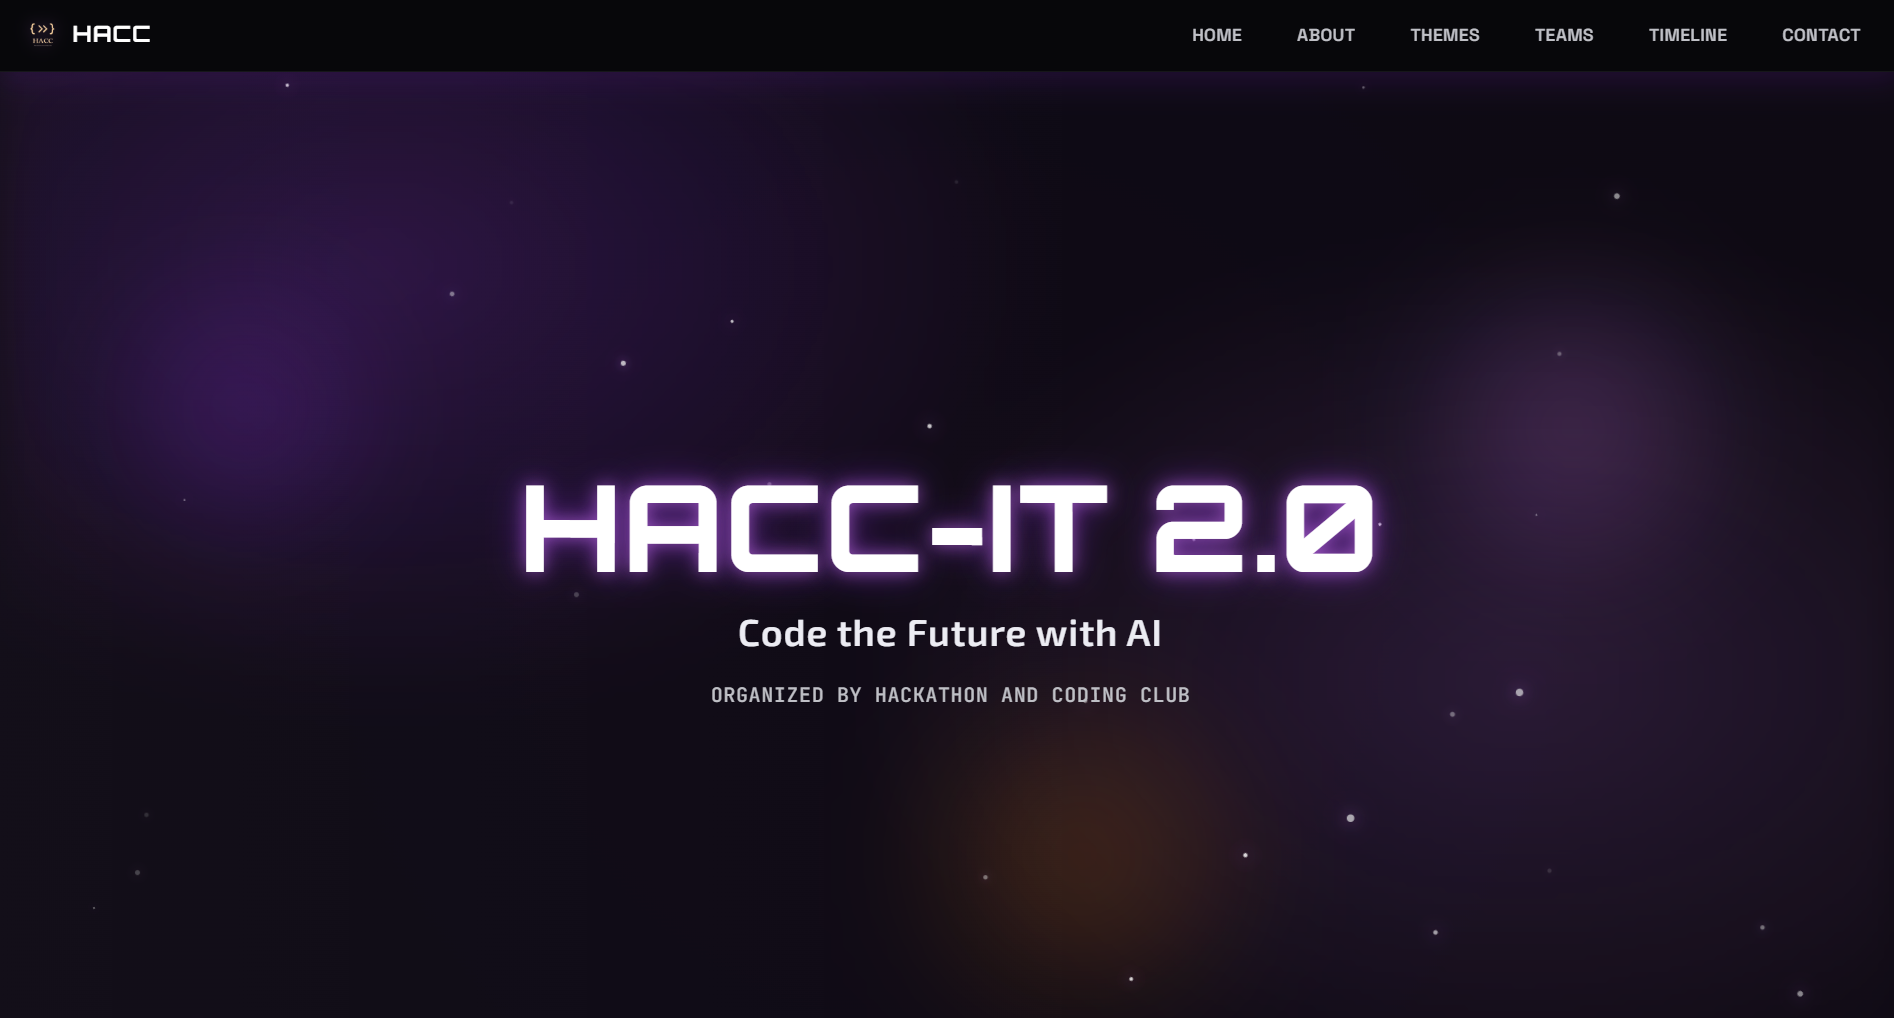 {>>}
HACC
HACC
HOME
ABOUT
THEMES
TEAMS
TIMELINE
CONTACT
HACC-IT 2.0
Code the Future with AI
ORGANIZED BY HACKATHON AND CODING CLUB